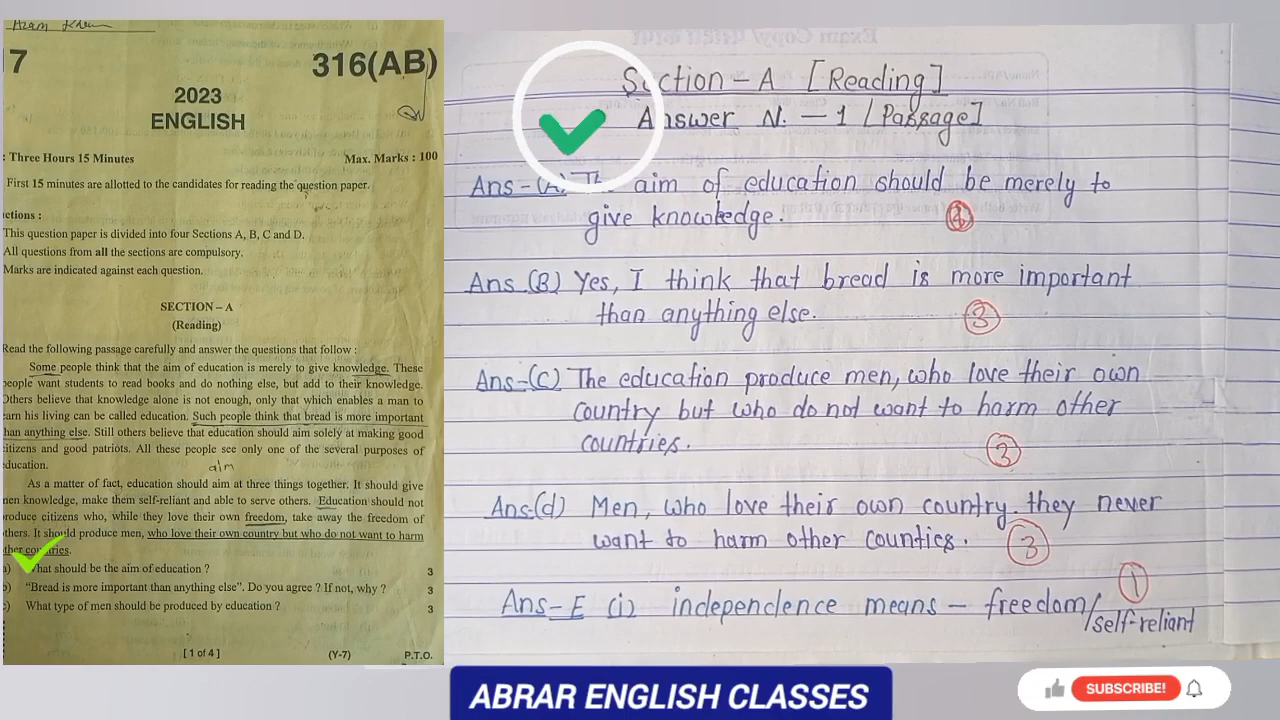 Azam Khan
17
316(AB)
2023
ENGLISH
: Three Hours 15 Minutes
Max. Marks : 100
First 15 minutes are allotted to the candidates for reading the question paper.
ctions :
This question paper is divided into four Sections A, B, C and D.
All questions from all the sections are compulsory.
Marks are indicated against each question.
SECTION – A
(Reading)
Read the following passage carefully and answer the questions that follow :
Some people think that the aim of education is merely to give knowledge. These
people want students to read books and do nothing else, but add to their knowledge.
Others believe that knowledge alone is not enough, only that which enables a man to
earn his living can be called education. Such people think that bread is more important
than anything else. Still others believe that education should aim solely at making good
citizens and good patriots. All these people see only one of the several purposes of
education.
aim
As a matter of fact, education should aim at three things together. It should give
men knowledge, make them self-reliant and able to serve others. Education should not
produce citizens who, while they love their own freedom, take away the freedom of
others. It should produce men, who love their own country but who do not want to harm
other countries.
a) What should be the aim of education ? 3
b) "Bread is more important than anything else". Do you agree ? If not, why ? 3
c) What type of men should be produced by education ? 3
[ 1 of 4 ]
(Y-7)
P.T.O.
Section – A [Reading]
Answer N. – 1 [Passage]
Ans – (A) The aim of education should be merely to
give knowledge.
Ans (B) Yes, I think that bread is more important
than anything else. 3
Ans-(C) The education produce men, who love their own
country but who do not want to harm other
countries. 3
Ans-(d) Men, who love their own country. they never
want to harm other counties. 3
1
Ans- E (i) independence means – freedom/
self-reliant
ABRAR ENGLISH CLASSES
SUBSCRIBE!